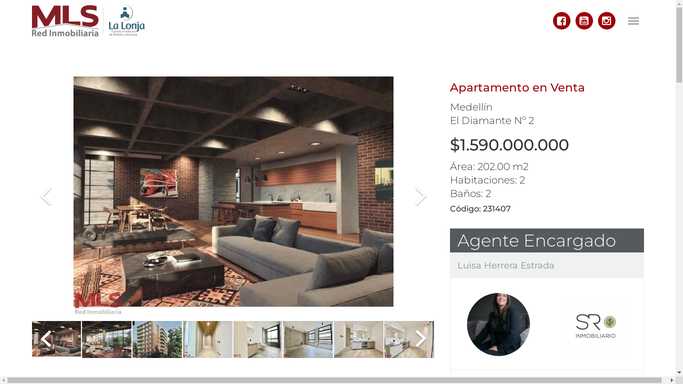 MLS
Red Inmobiliaria
La Lonja
Apartamento en Venta
Medellín
El Diamante Nº 2
$1.590.000.000
Área: 202.00 m2
Habitaciones: 2
Baños: 2
Código: 231407
Agente Encargado
Luisa Herrera Estrada
SR
INMOBILIARIO
MLS
Red Inmobiliaria